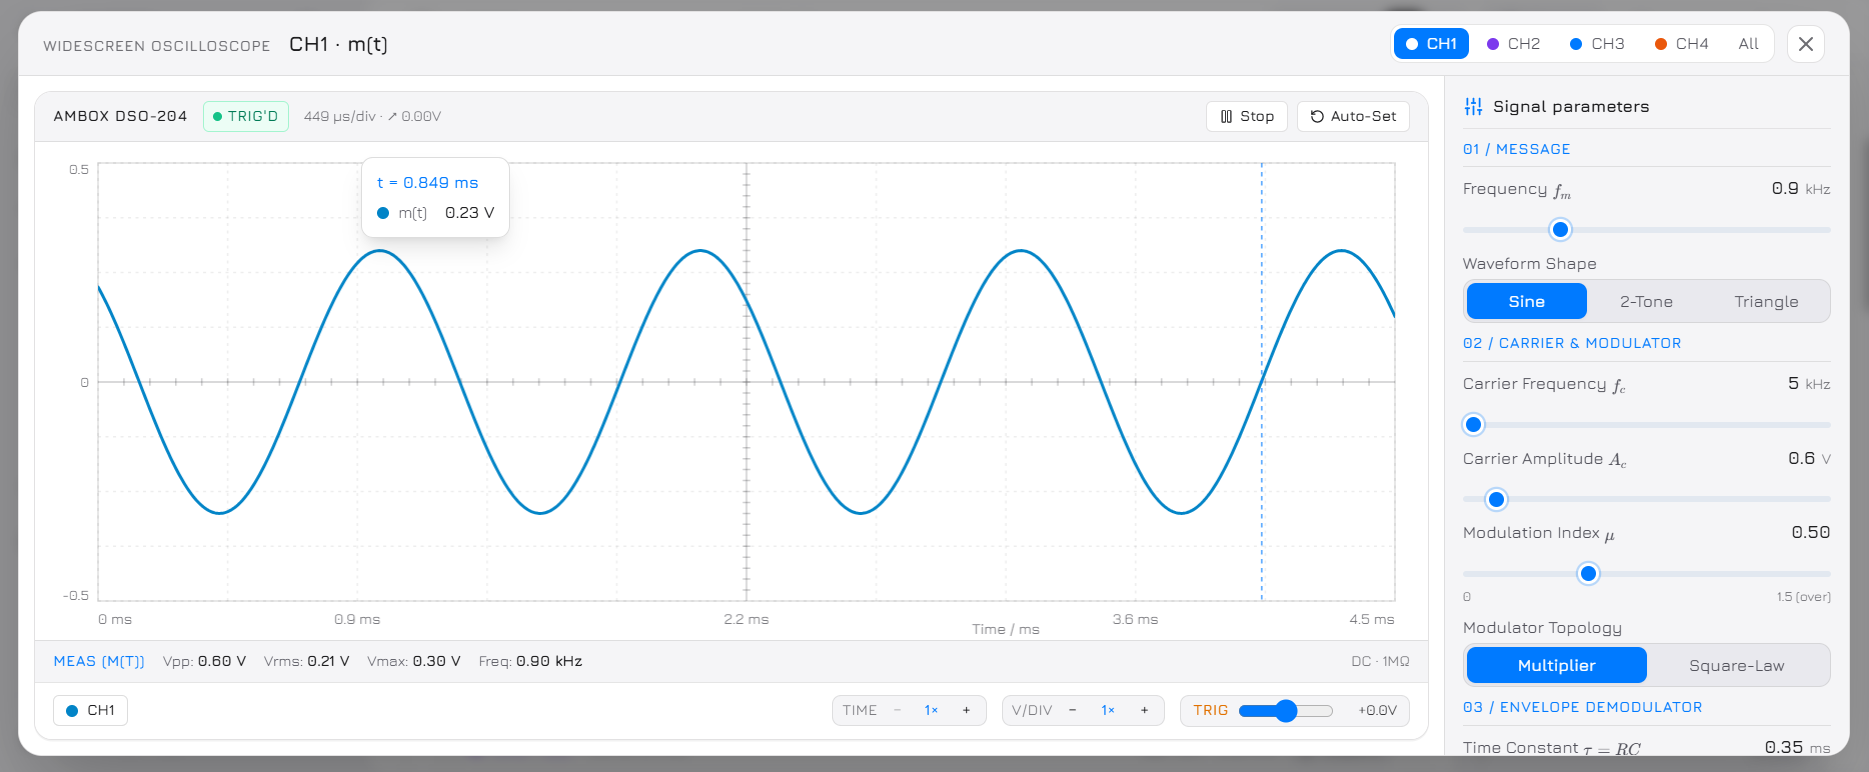 WIDESCREEN OSCILLOSCOPE CH1 · m(t)
CH1 CH2 CH3 CH4 All
AMBOX DSO-204 TRIG'D 449 µs/div · ↗ 0.00V
Stop Auto-Set
t = 0.849 ms
m(t) 0.23 V
0.5
0
-0.5
0 ms 0.9 ms 2.2 ms 3.6 ms 4.5 ms
Time / ms
MEAS (M(T)) Vpp: 0.60 V Vrms: 0.21 V Vmax: 0.30 V Freq: 0.90 kHz DC · 1MΩ
CH1 TIME − 1× + V/DIV − 1× + TRIG +0.0V
Signal parameters
01 / MESSAGE
Frequency fm 0.9 kHz
Waveform Shape
Sine 2-Tone Triangle
02 / CARRIER & MODULATOR
Carrier Frequency fc 5 kHz
Carrier Amplitude Ac 0.6 V
Modulation Index μ 0.50
0 1.5 (over)
Modulator Topology
Multiplier Square-Law
03 / ENVELOPE DEMODULATOR
Time Constant τ = RC 0.35 ms